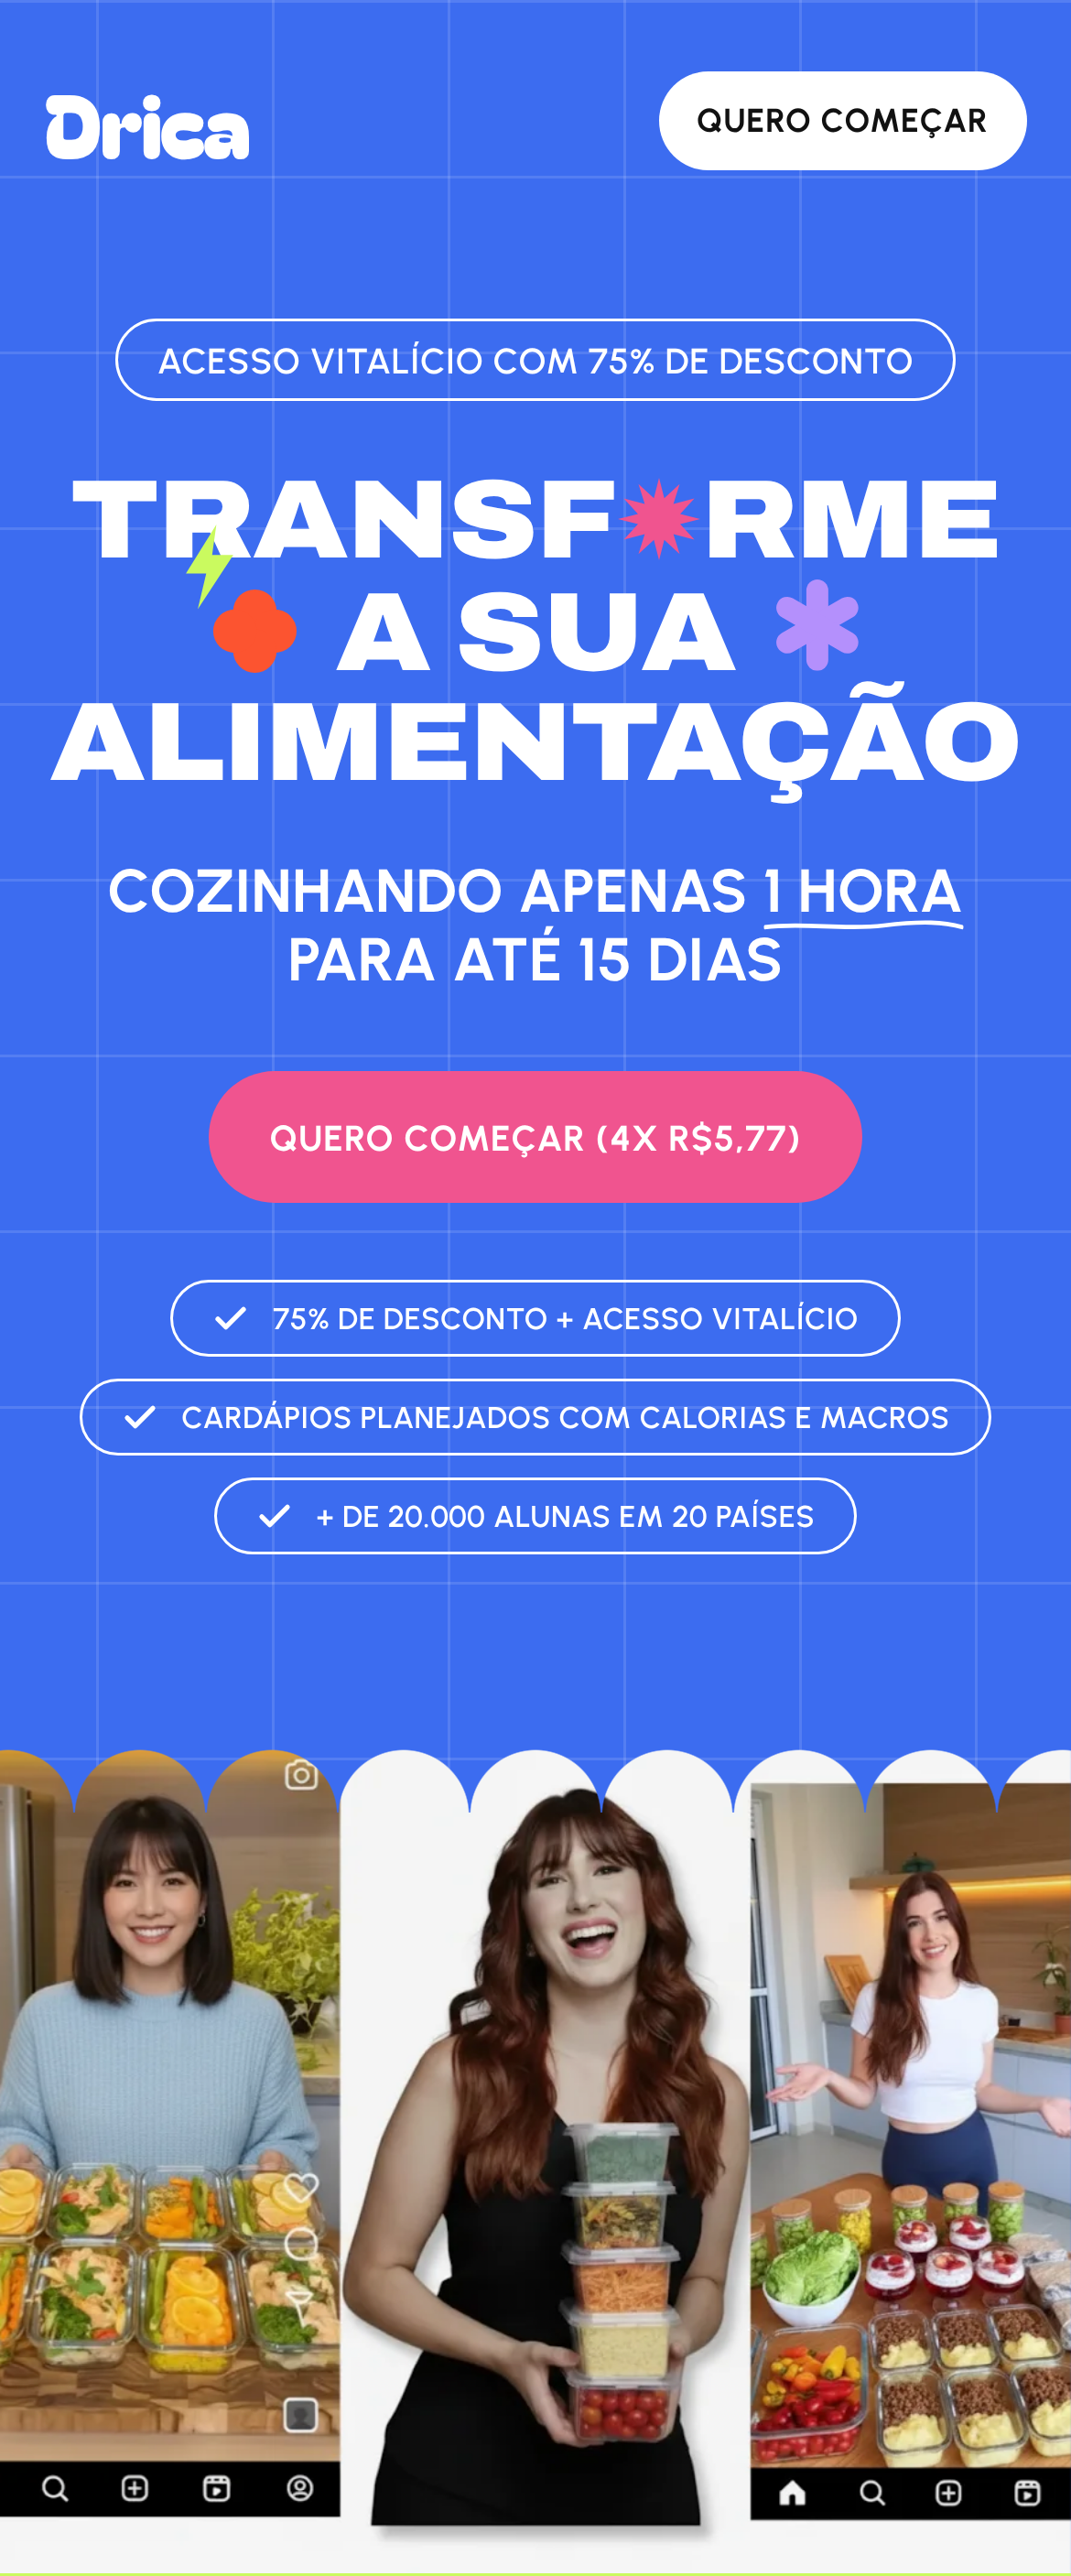 Drica
QUERO COMEÇAR
ACESSO VITALÍCIO COM 75% DE DESCONTO
TRANSFORME
A SUA
ALIMENTAÇÃO
COZINHANDO APENAS 1 HORA
PARA ATÉ 15 DIAS
QUERO COMEÇAR (4X R$5,77)
75% DE DESCONTO + ACESSO VITALÍCIO
CARDÁPIOS PLANEJADOS COM CALORIAS E MACROS
+ DE 20.000 ALUNAS EM 20 PAÍSES